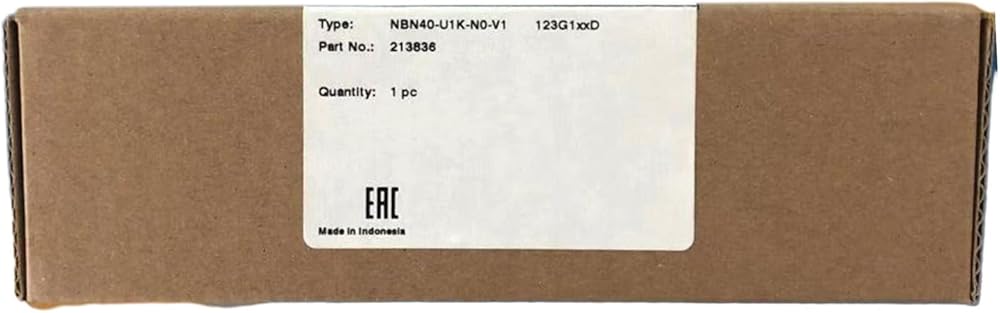 Type: NBN40-U1K-N0-V1 123G1xxD
Part No.: 213836
Quantity: 1 pc
EAC
Made in Indonesia